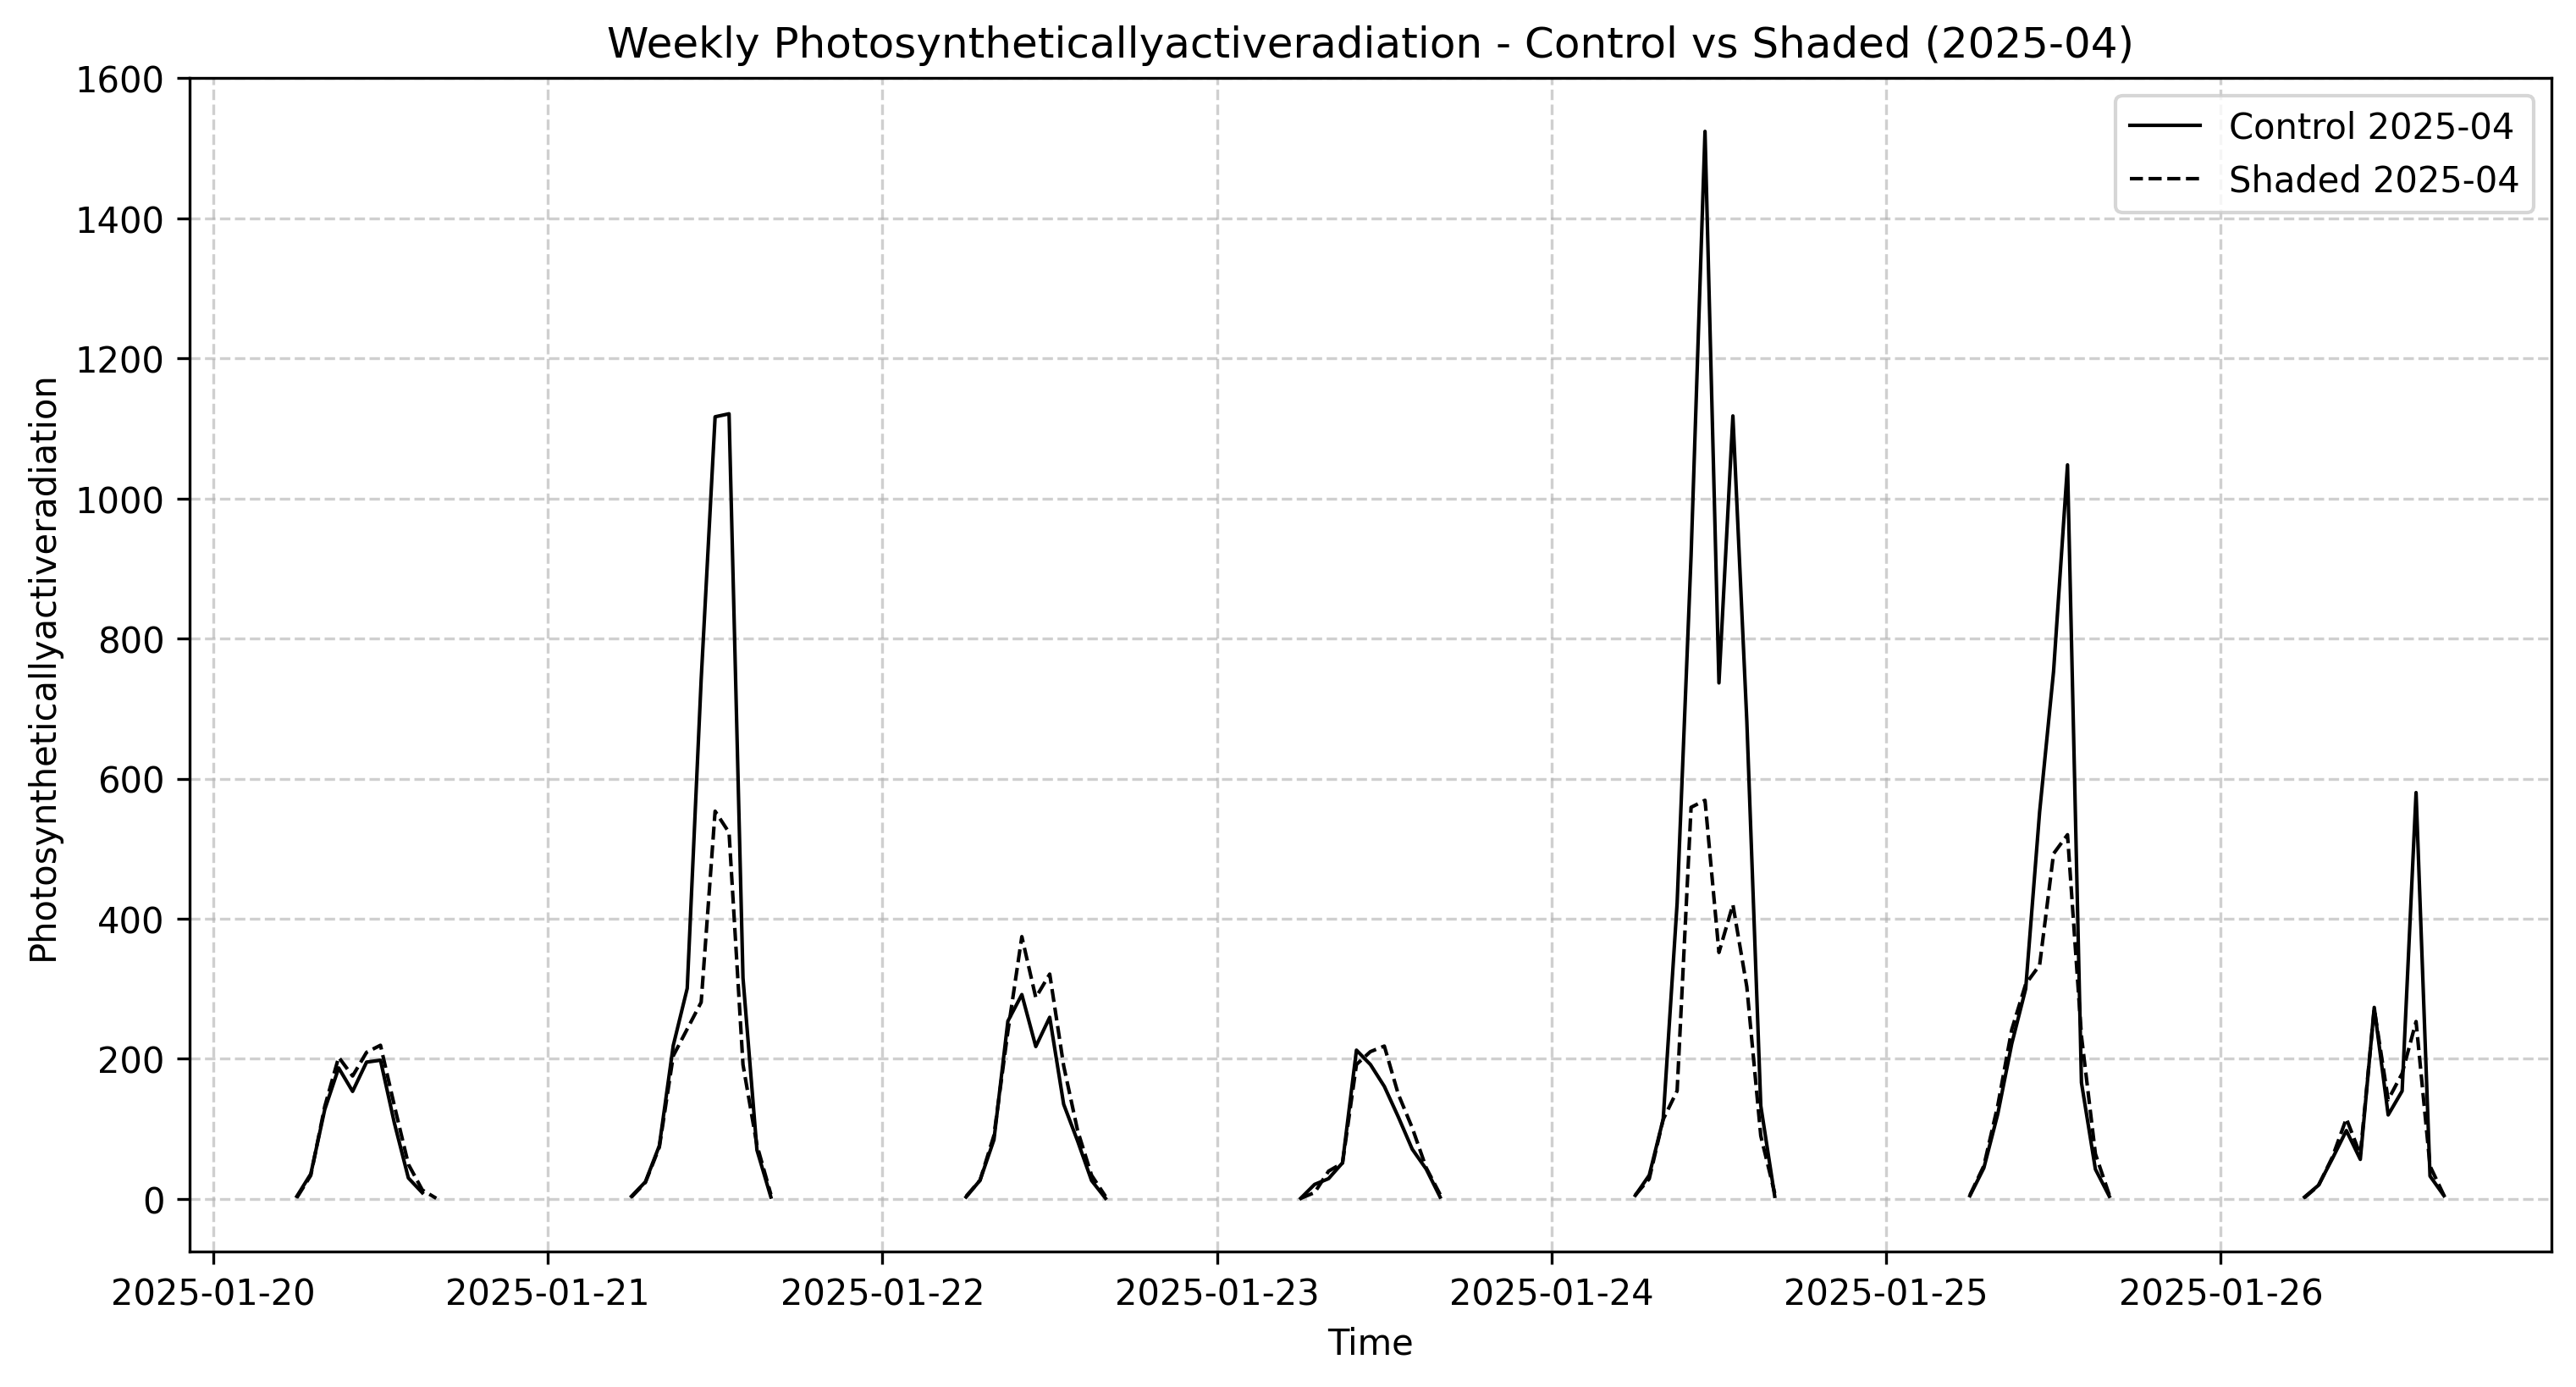 Weekly Photosyntheticallyactiveradiation - Control vs Shaded (2025-04)
Control 2025-04
Shaded 2025-04
Photosyntheticallyactiveradiation
1600
1400
1200
1000
800
600
400
200
0
2025-01-20 2025-01-21 2025-01-22 2025-01-23 2025-01-24 2025-01-25 2025-01-26
Time